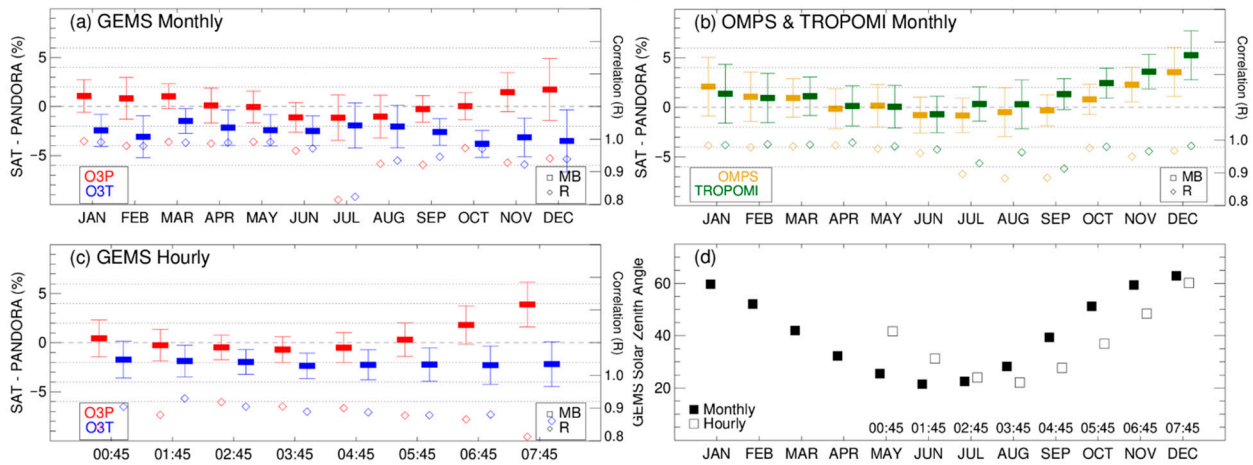 (a) GEMS Monthly
SAT - PANDORA (%)
5
0
−5
Correlation (R)
1.0
0.9
0.8
O3P
O3T
MB
R
JAN FEB MAR APR MAY JUN JUL AUG SEP OCT NOV DEC
(b) OMPS & TROPOMI Monthly
SAT - PANDORA (%)
5
0
−5
Correlation (R)
1.0
0.9
0.8
OMPS
TROPOMI
MB
R
JAN FEB MAR APR MAY JUN JUL AUG SEP OCT NOV DEC
(c) GEMS Hourly
SAT - PANDORA (%)
5
0
−5
Correlation (R)
1.0
0.9
0.8
O3P
O3T
MB
R
00:45 01:45 02:45 03:45 04:45 05:45 06:45 07:45
(d)
GEMS Solar Zenith Angle
60
40
20
Monthly
Hourly
00:45 01:45 02:45 03:45 04:45 05:45 06:45 07:45
JAN FEB MAR APR MAY JUN JUL AUG SEP OCT NOV DEC